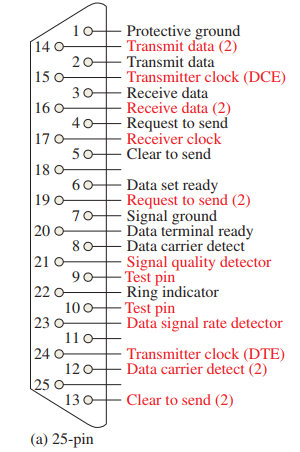 1 Protective ground
14 Transmit data (2)
2 Transmit data
15 Transmitter clock (DCE)
3 Receive data
16 Receive data (2)
4 Request to send
17 Receiver clock
5 Clear to send
18
6 Data set ready
19 Request to send (2)
7 Signal ground
20 Data terminal ready
8 Data carrier detect
21 Signal quality detector
9 Test pin
22 Ring indicator
10 Test pin
23 Data signal rate detector
11
24 Transmitter clock (DTE)
12 Data carrier detect (2)
25
13 Clear to send (2)
(a) 25-pin